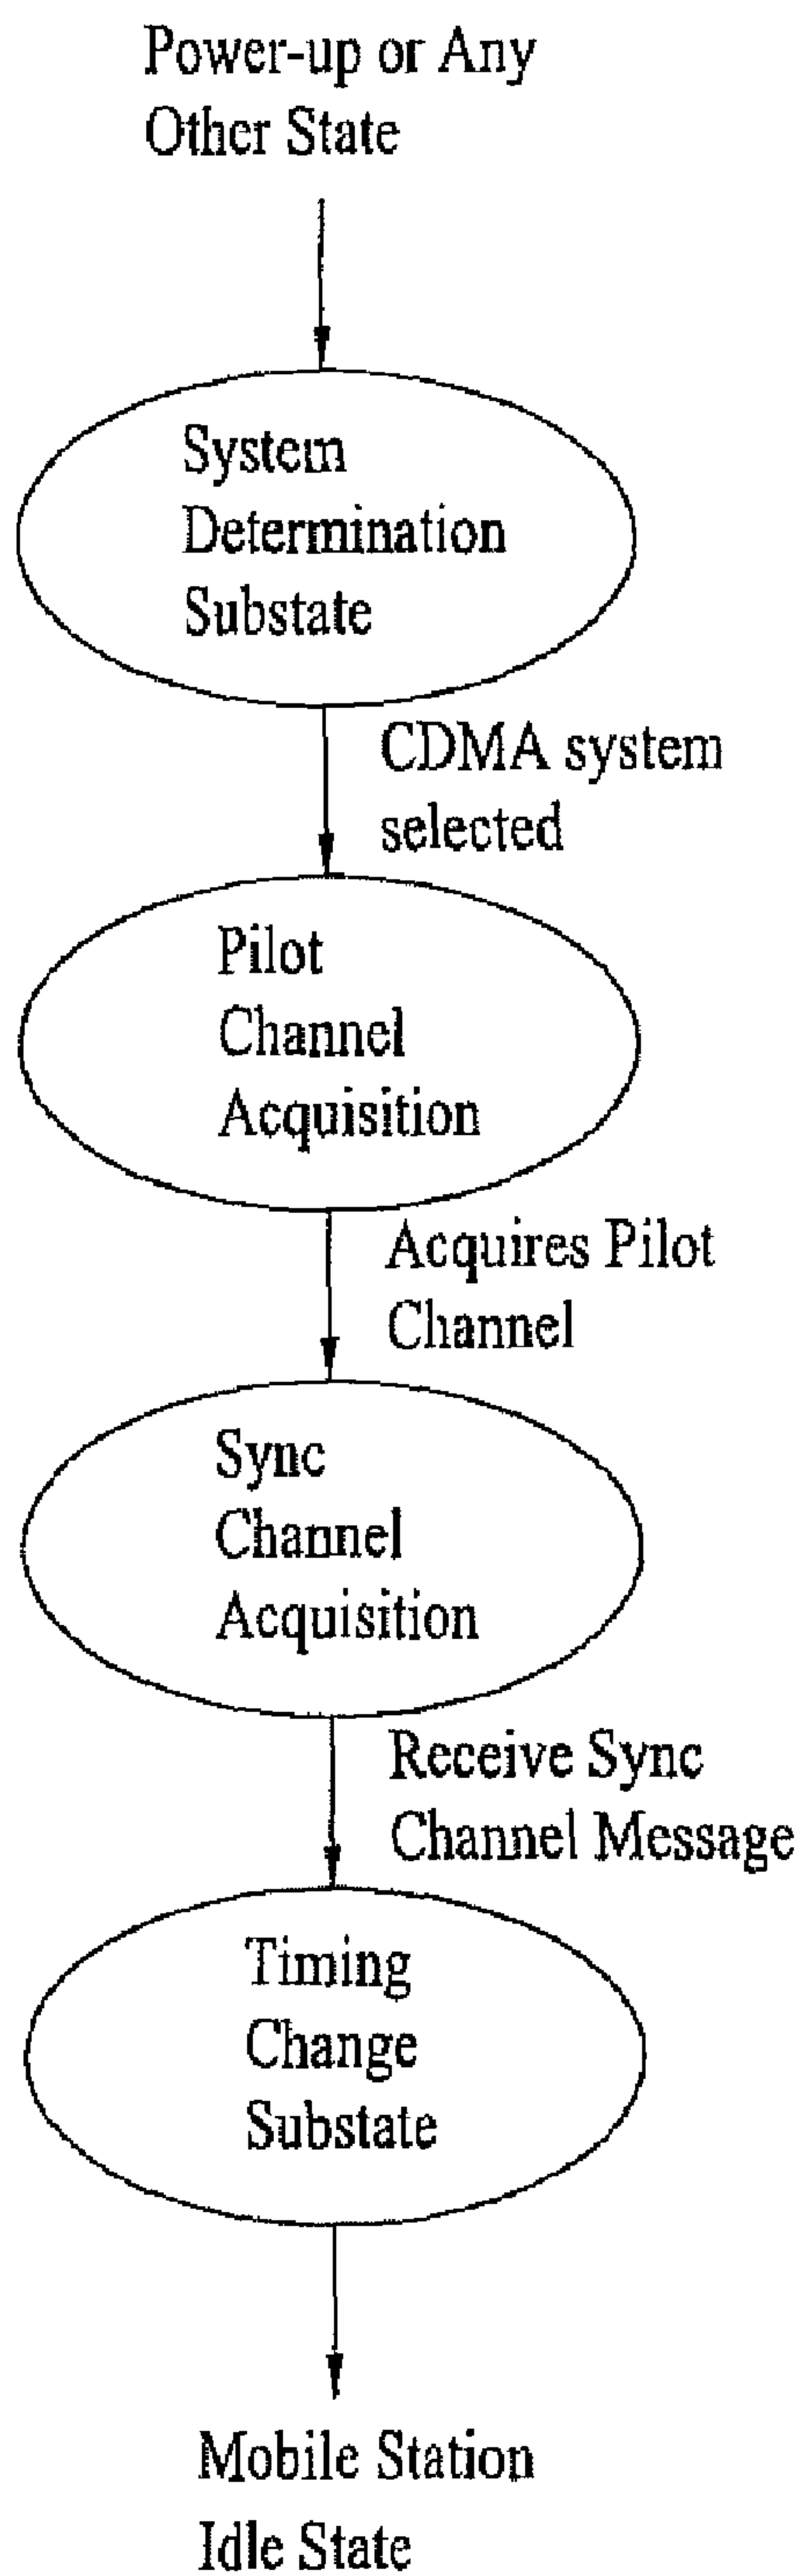 Power-up or Any
Other State
System
Determination
Substate
CDMA system
selected
Pilot
Channel
Acquisition
Acquires Pilot
Channel
Sync
Channel
Acquisition
Receive Sync
Channel Message
Timing
Change
Substate
Mobile Station
Idle State